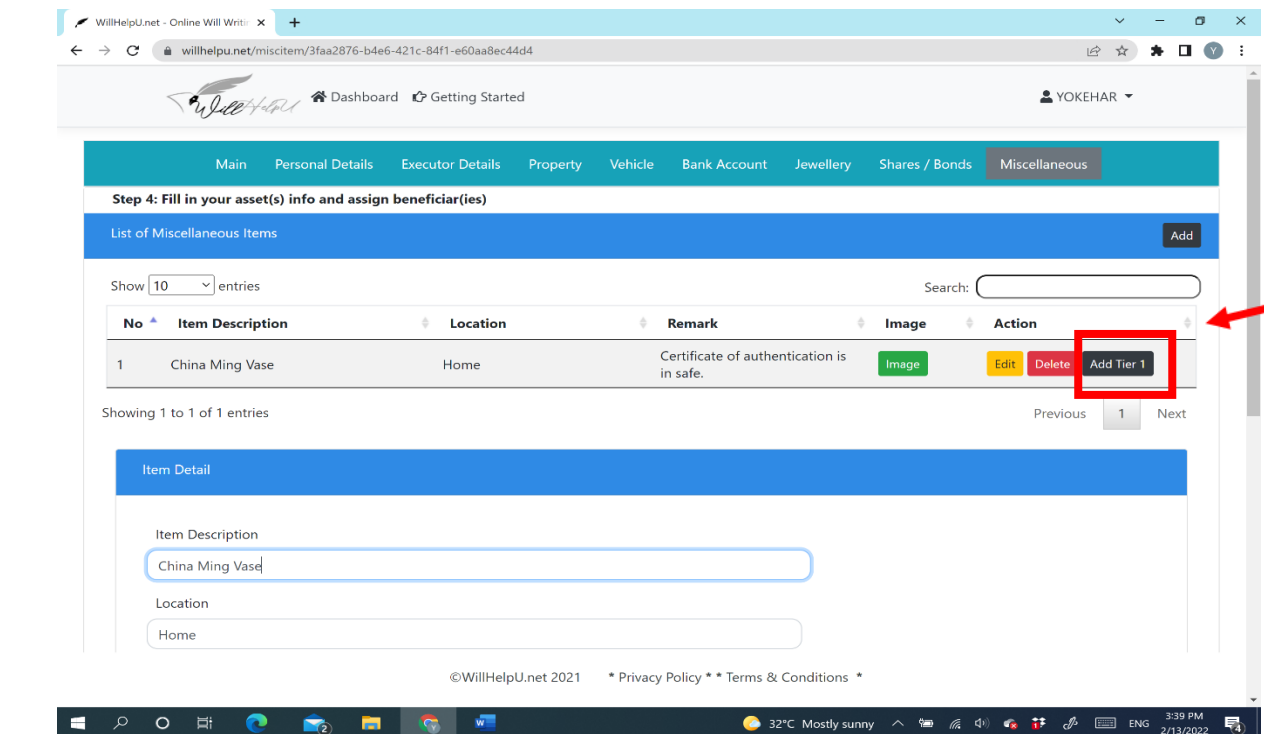 WillHelpU.net - Online Will Writin
willhelpu.net/miscitem/3faa2876-b4e6-421c-84f1-e60aa8ec44d4
Y
WillHelpU Dashboard Getting Started YOKEHAR
Main Personal Details Executor Details Property Vehicle Bank Account Jewellery Shares / Bonds Miscellaneous
Step 4: Fill in your asset(s) info and assign beneficiar(ies)
List of Miscellaneous Items Add
Show 10 entries Search:
No Item Description Location Remark Image Action
1 China Ming Vase Home Certificate of authentication is Image Edit Delete Add Tier 1
in safe.
Showing 1 to 1 of 1 entries Previous 1 Next
Item Detail
Item Description
China Ming Vase
Location
Home
©WillHelpU.net 2021 * Privacy Policy * * Terms & Conditions *
2 W 32°C Mostly sunny ENG 3:39 PM 4
2/13/2022